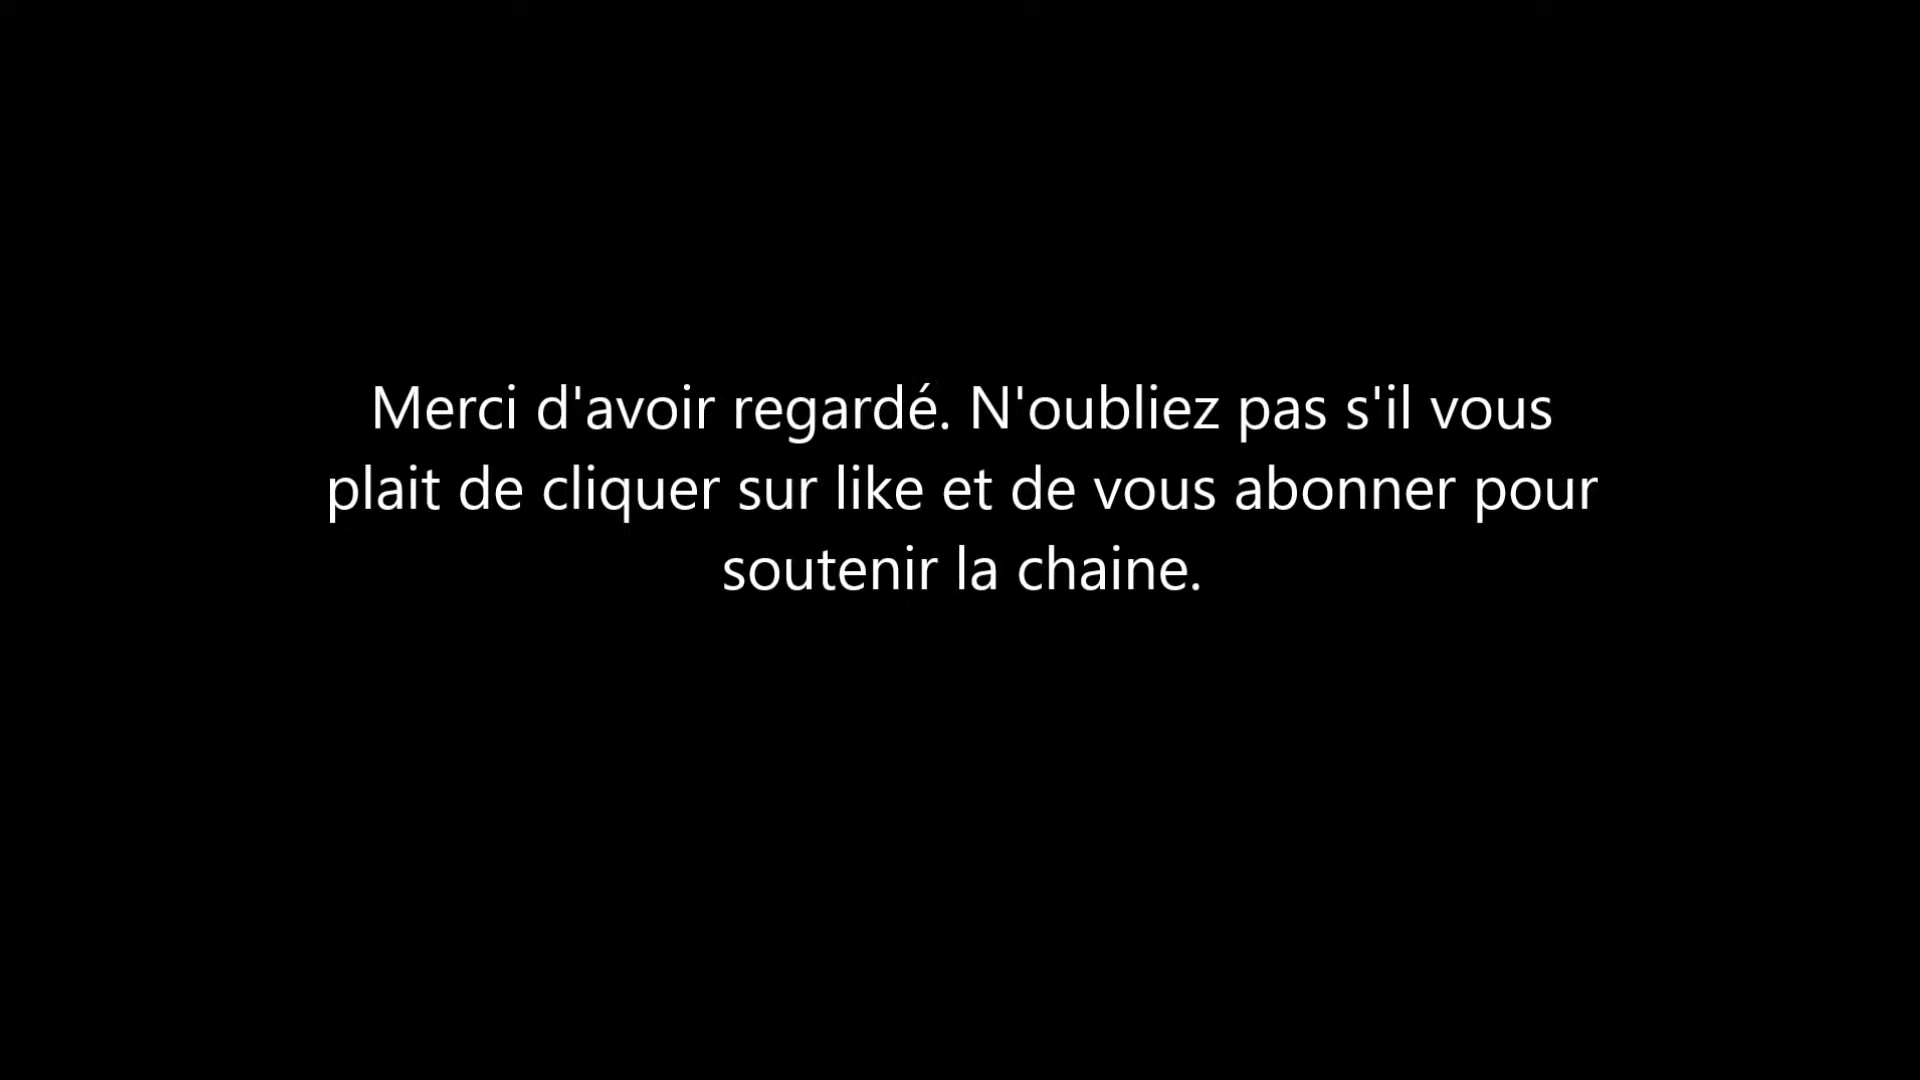 Merci d'avoir regardé. N'oubliez pas s'il vous
plait de cliquer sur like et de vous abonner pour
soutenir la chaine.